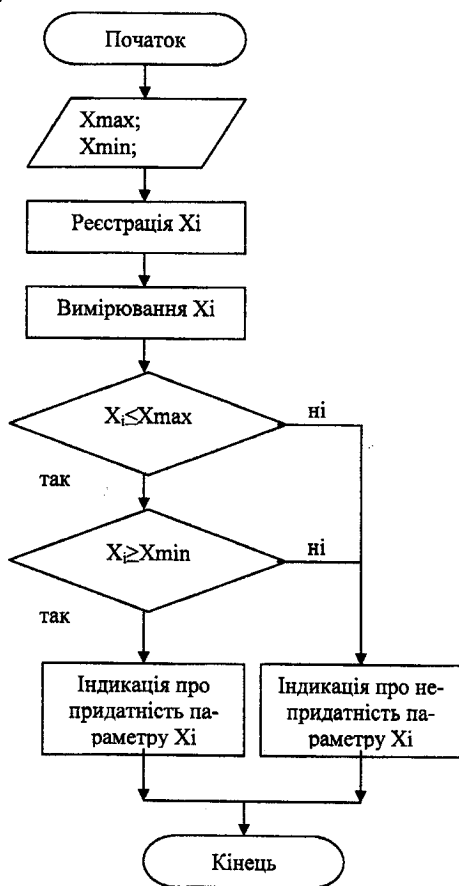 Початок
Xmax;
Xmin;
Реєстрація Xi
Вимірювання Xi
Xi≤Xmax
ні
так
Xi≥Xmin
ні
так
Індикація про
придатність па-
раметру Xi
Індикація про не-
придатність па-
раметру Xi
Кінець